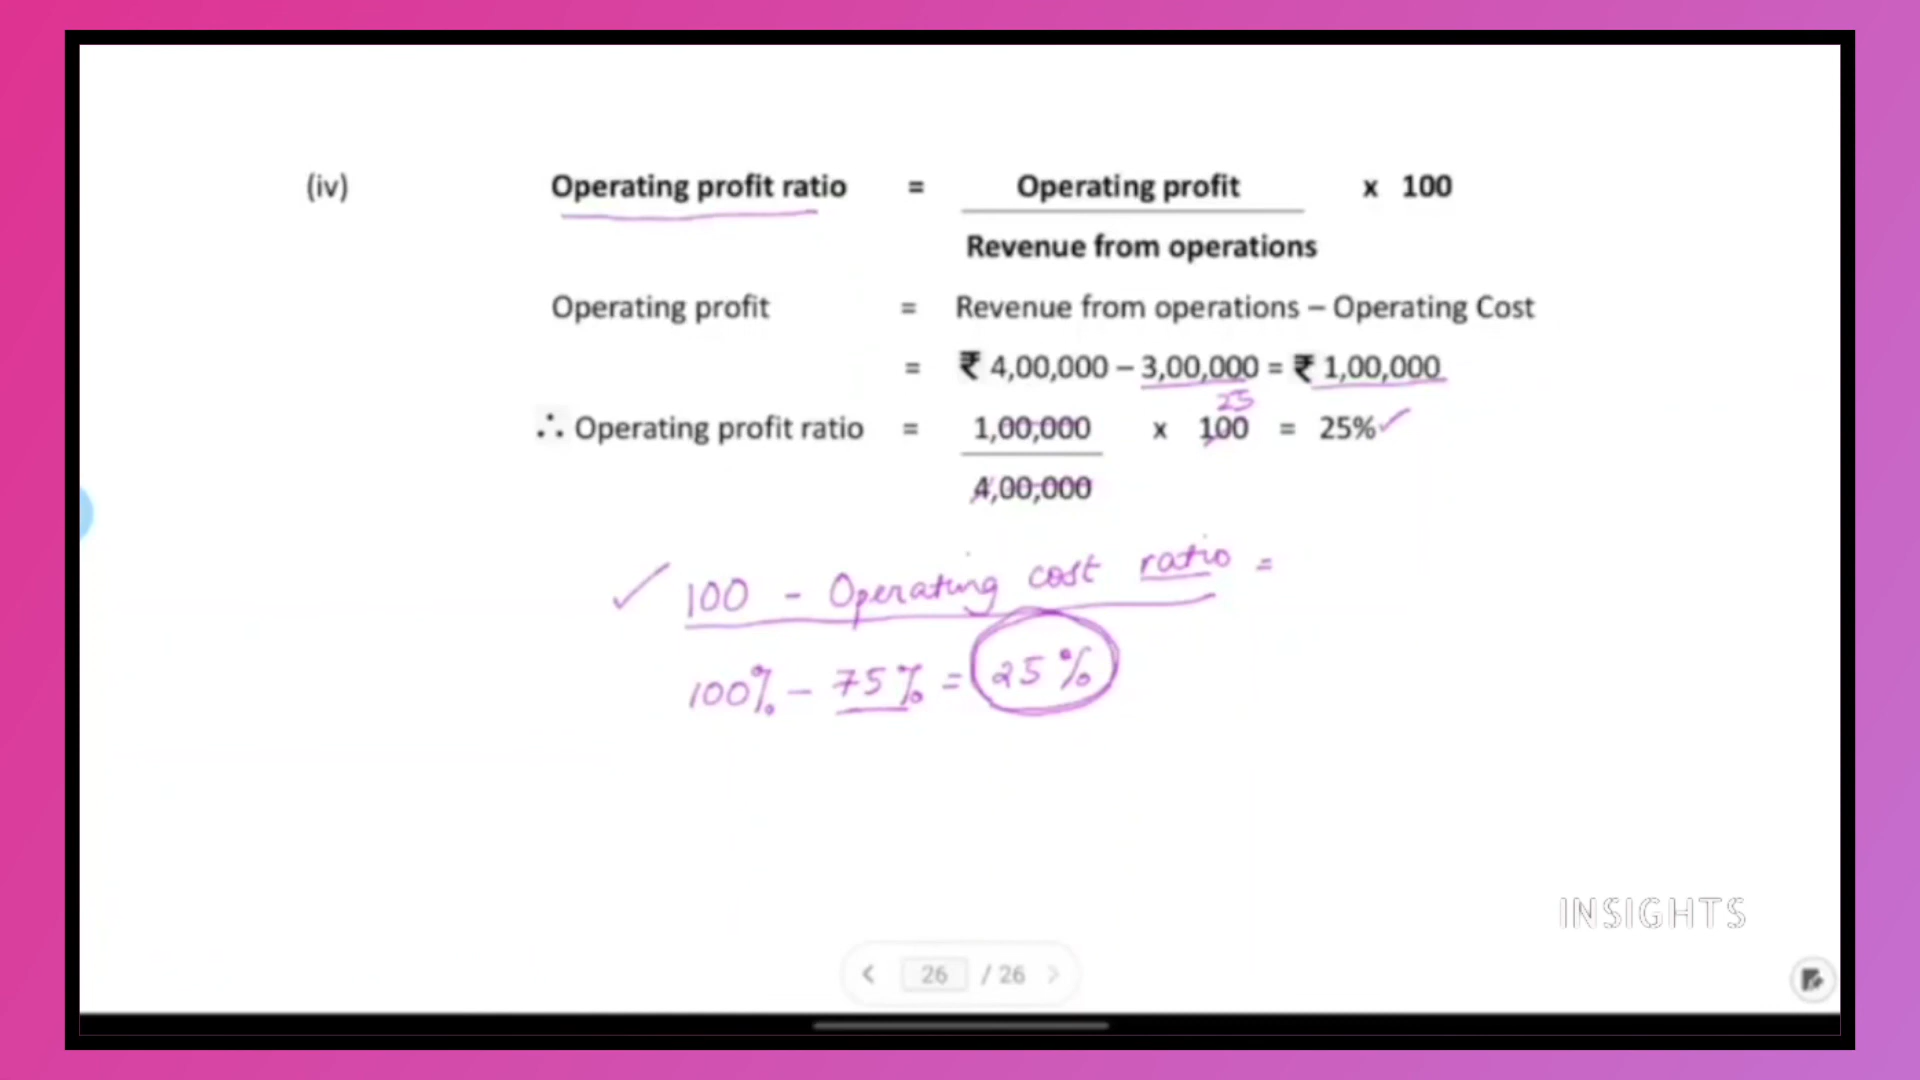 (iv) Operating profit ratio = Operating profit x 100
Revenue from operations
Operating profit = Revenue from operations – Operating Cost
= ₹ 4,00,000 – 3,00,000 = ₹ 1,00,000
25
∴ Operating profit ratio = 1,00,000 x 100 = 25% ✓
4,00,000
✓ 100 - Operating cost ratio =
100% - 75% = 25%
INSIGHTS
< 26 / 26 >